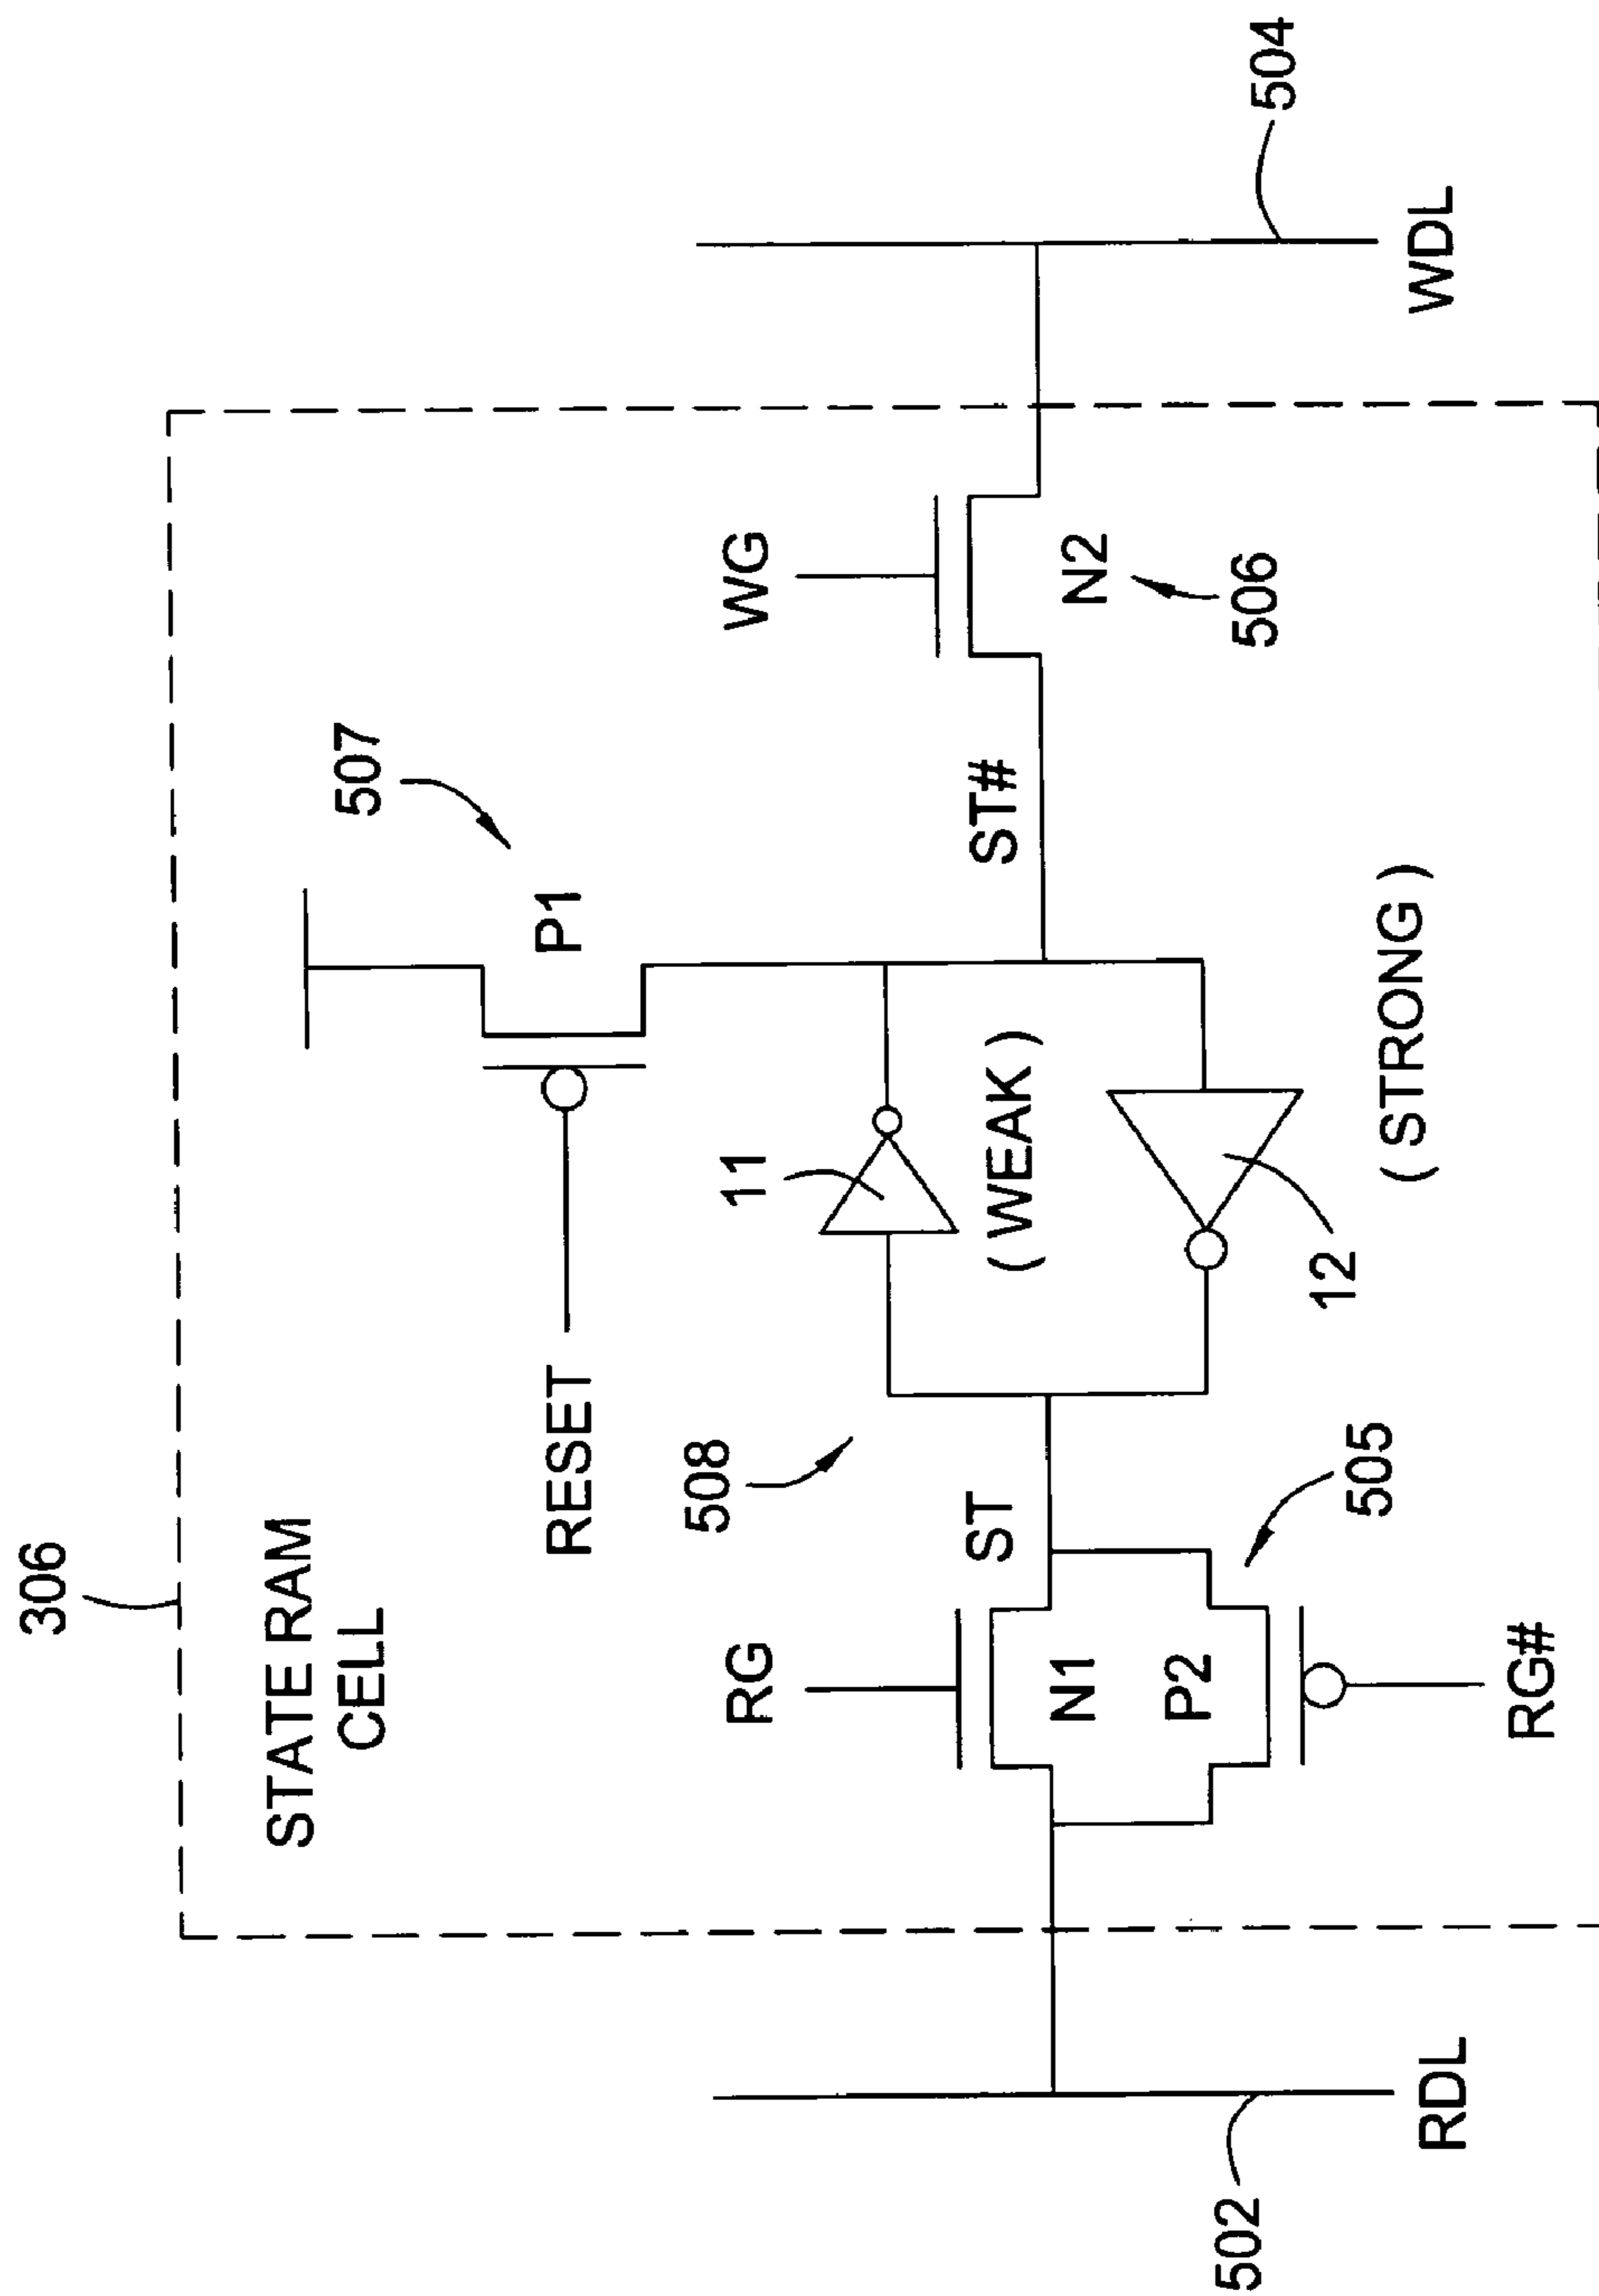 306
STATE RAM
CELL
507
RESET
P1
508
11
WG
RG
ST
(WEAK)
ST#
N1
N2
P2
506
505
12
(STRONG)
504
502
RG#
RDL
WDL